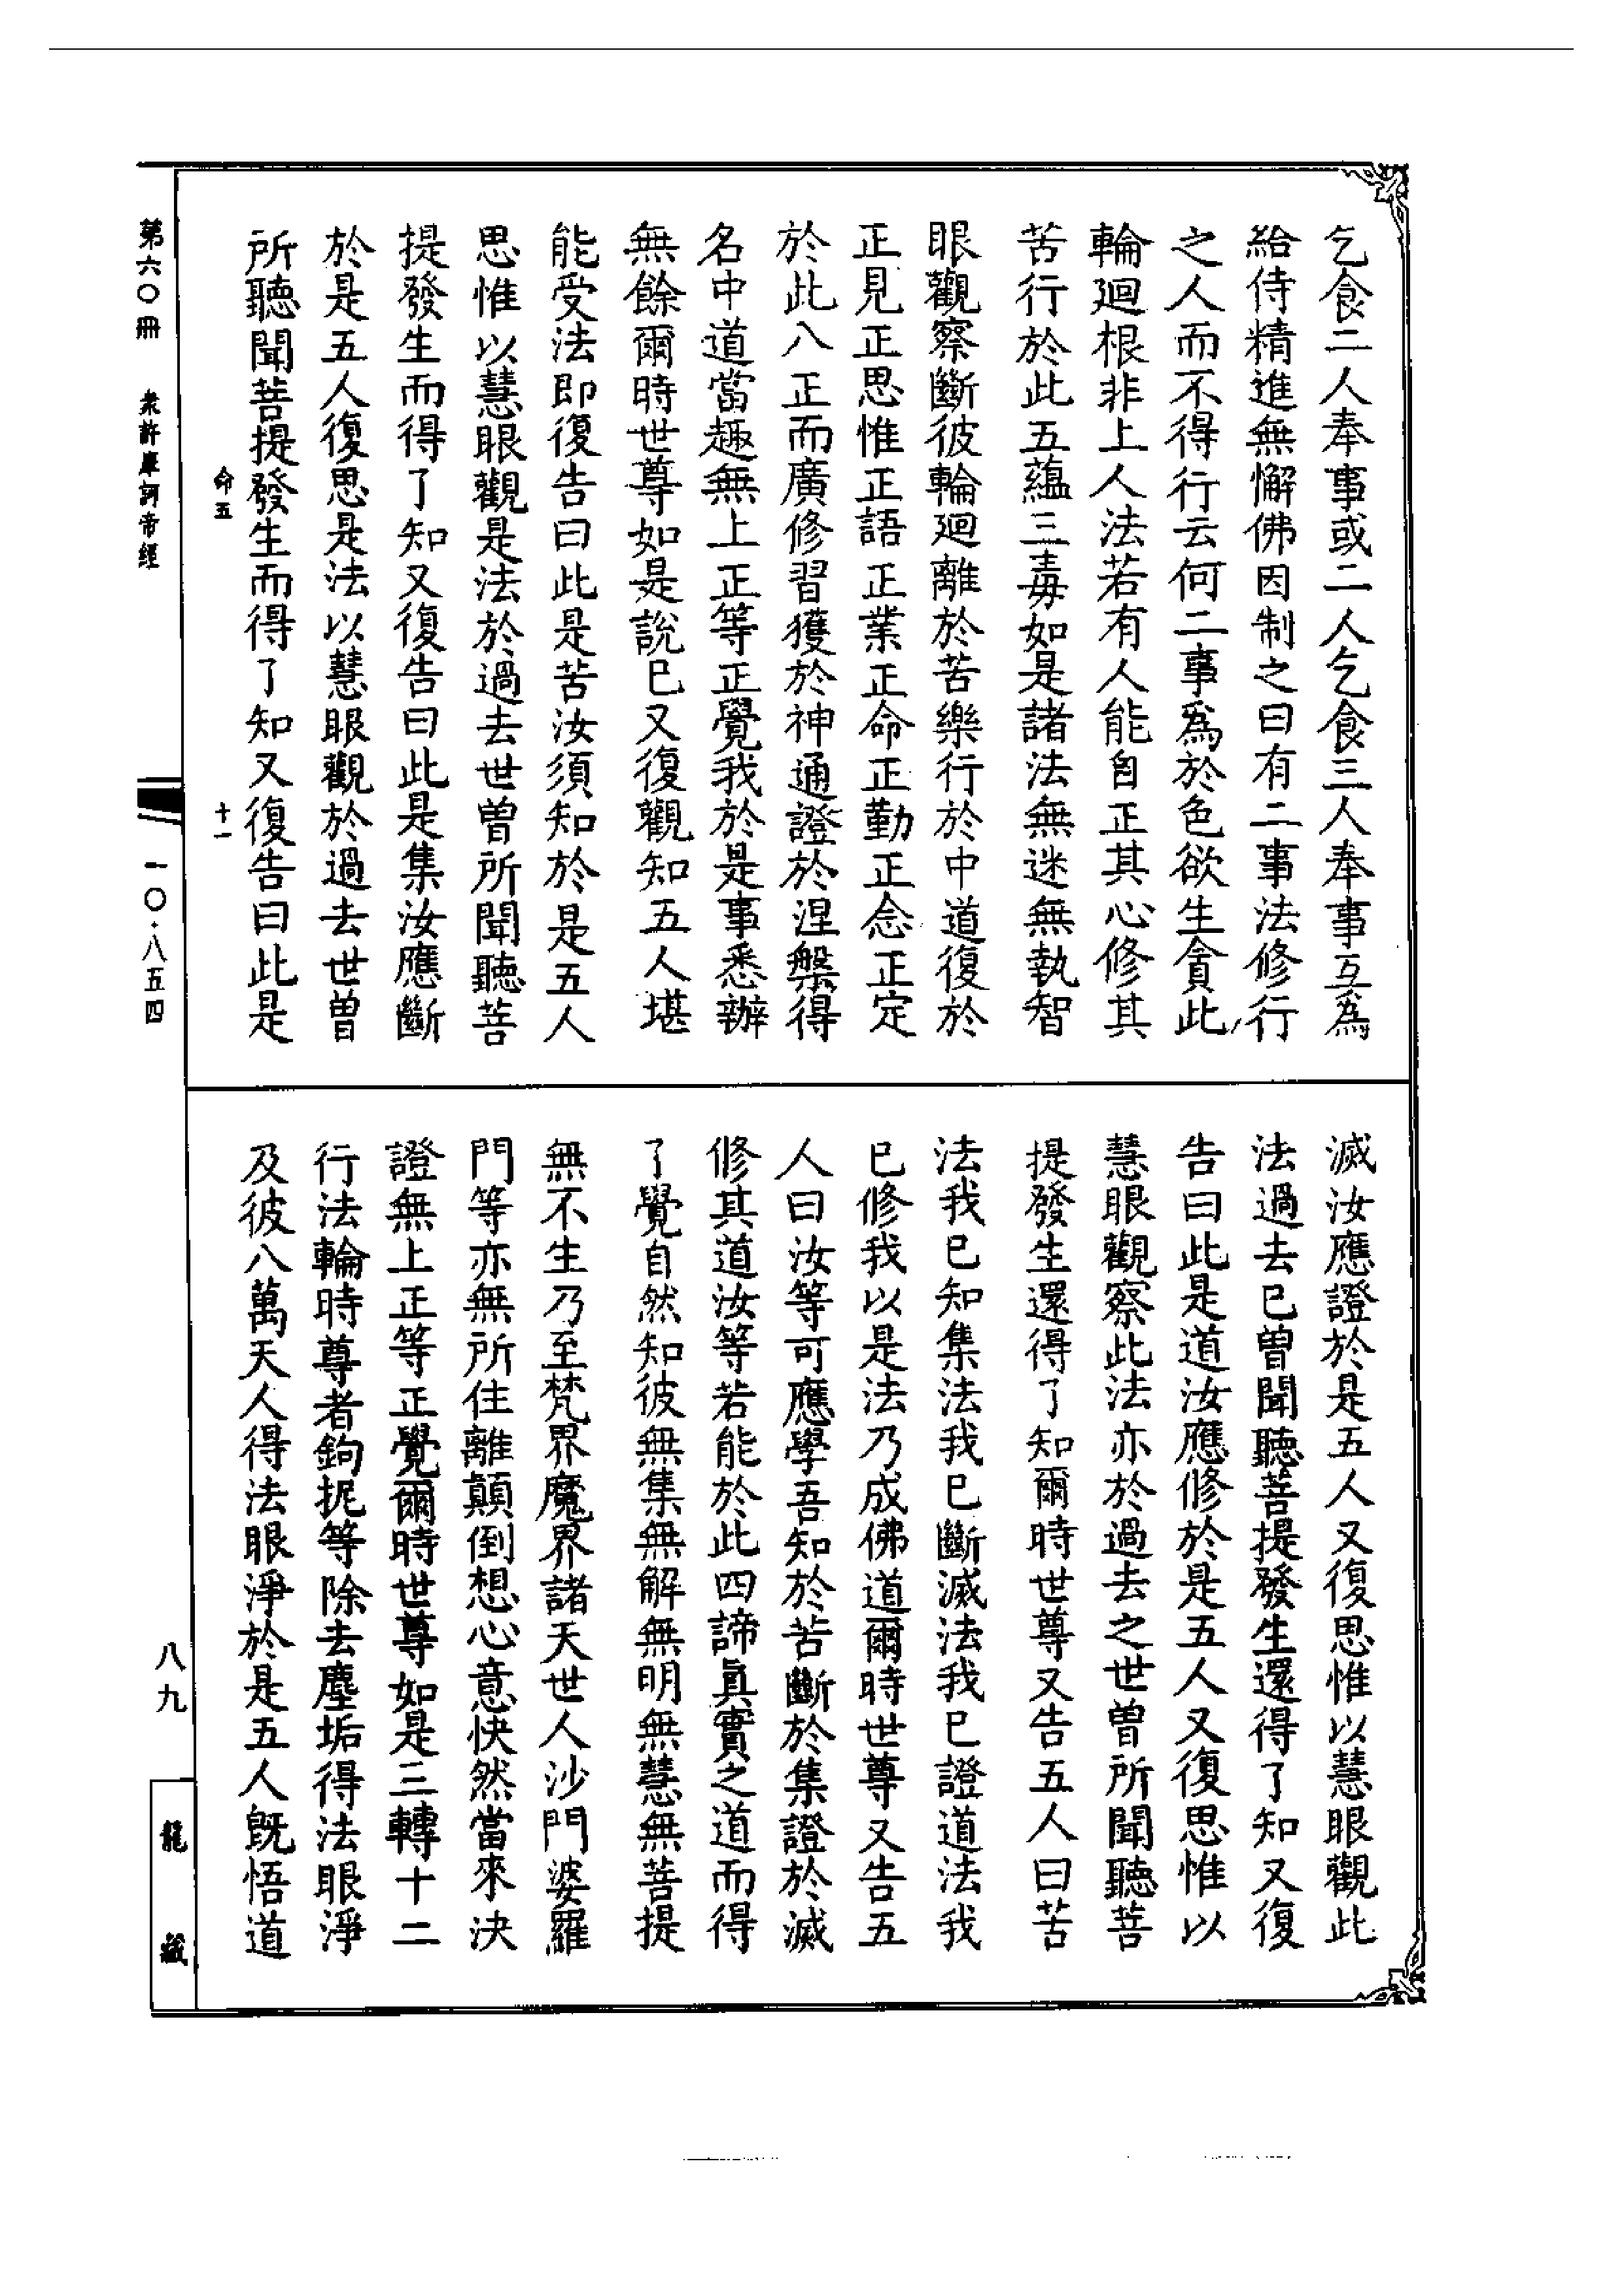 乞食二人奉事或二人乞食三人奉事互爲
給侍精進無懈佛因制之曰有二事法修行
之人而不得行云何二事爲於色欲生貪此
輪廻根非上人法若有人能自正其心修其
苦行於此五蘊三毒如是諸法無迷無執智
眼觀察斷彼輪廻離於苦樂行於中道復於
正見正思惟正語正業正命正勤正念正定
於此八正而廣修習獲於神通證於涅槃得
名中道當趣無上正等正覺我於是事悉辦
無餘爾時世尊如是說已又復觀知五人堪
能受法即復告曰此是苦汝須知於是五人
思惟以慧眼觀是法於過去世曾所聞聽菩
提發生而得了知又復告曰此是集汝應斷
於是五人復思是法以慧眼觀於過去世曾
所聽聞菩提發生而得了知又復告曰此是
滅汝應證於是五人又復思惟以慧眼觀此
法過去已曾聞聽菩提發生還得了知又復
告曰此是道汝應修於是五人又復思惟以
慧眼觀察此法亦於過去之世曾所聞聽菩
提發生還得了知爾時世尊又告五人曰苦
法我已知集法我已斷滅法我已證道法我
已修我以是法乃成佛道爾時世尊又告五
人曰汝等可應學吾知於苦斷於集證於滅
修其道汝等若能於此四諦眞實之道而得
了覺自然知彼無集無解無明無慧無菩提
無不生乃至梵界魔界諸天世人沙門婆羅
門等亦無所住離顛倒想心意快然當來決
證無上正等正覺爾時世尊如是三轉十二
行法輪時尊者鉤抳等除去塵垢得法眼淨
及彼八萬天人得法眼淨於是五人旣悟道
命五
十一
第六〇冊
衆許摩訶帝經
一〇·八五四
八九
龍藏